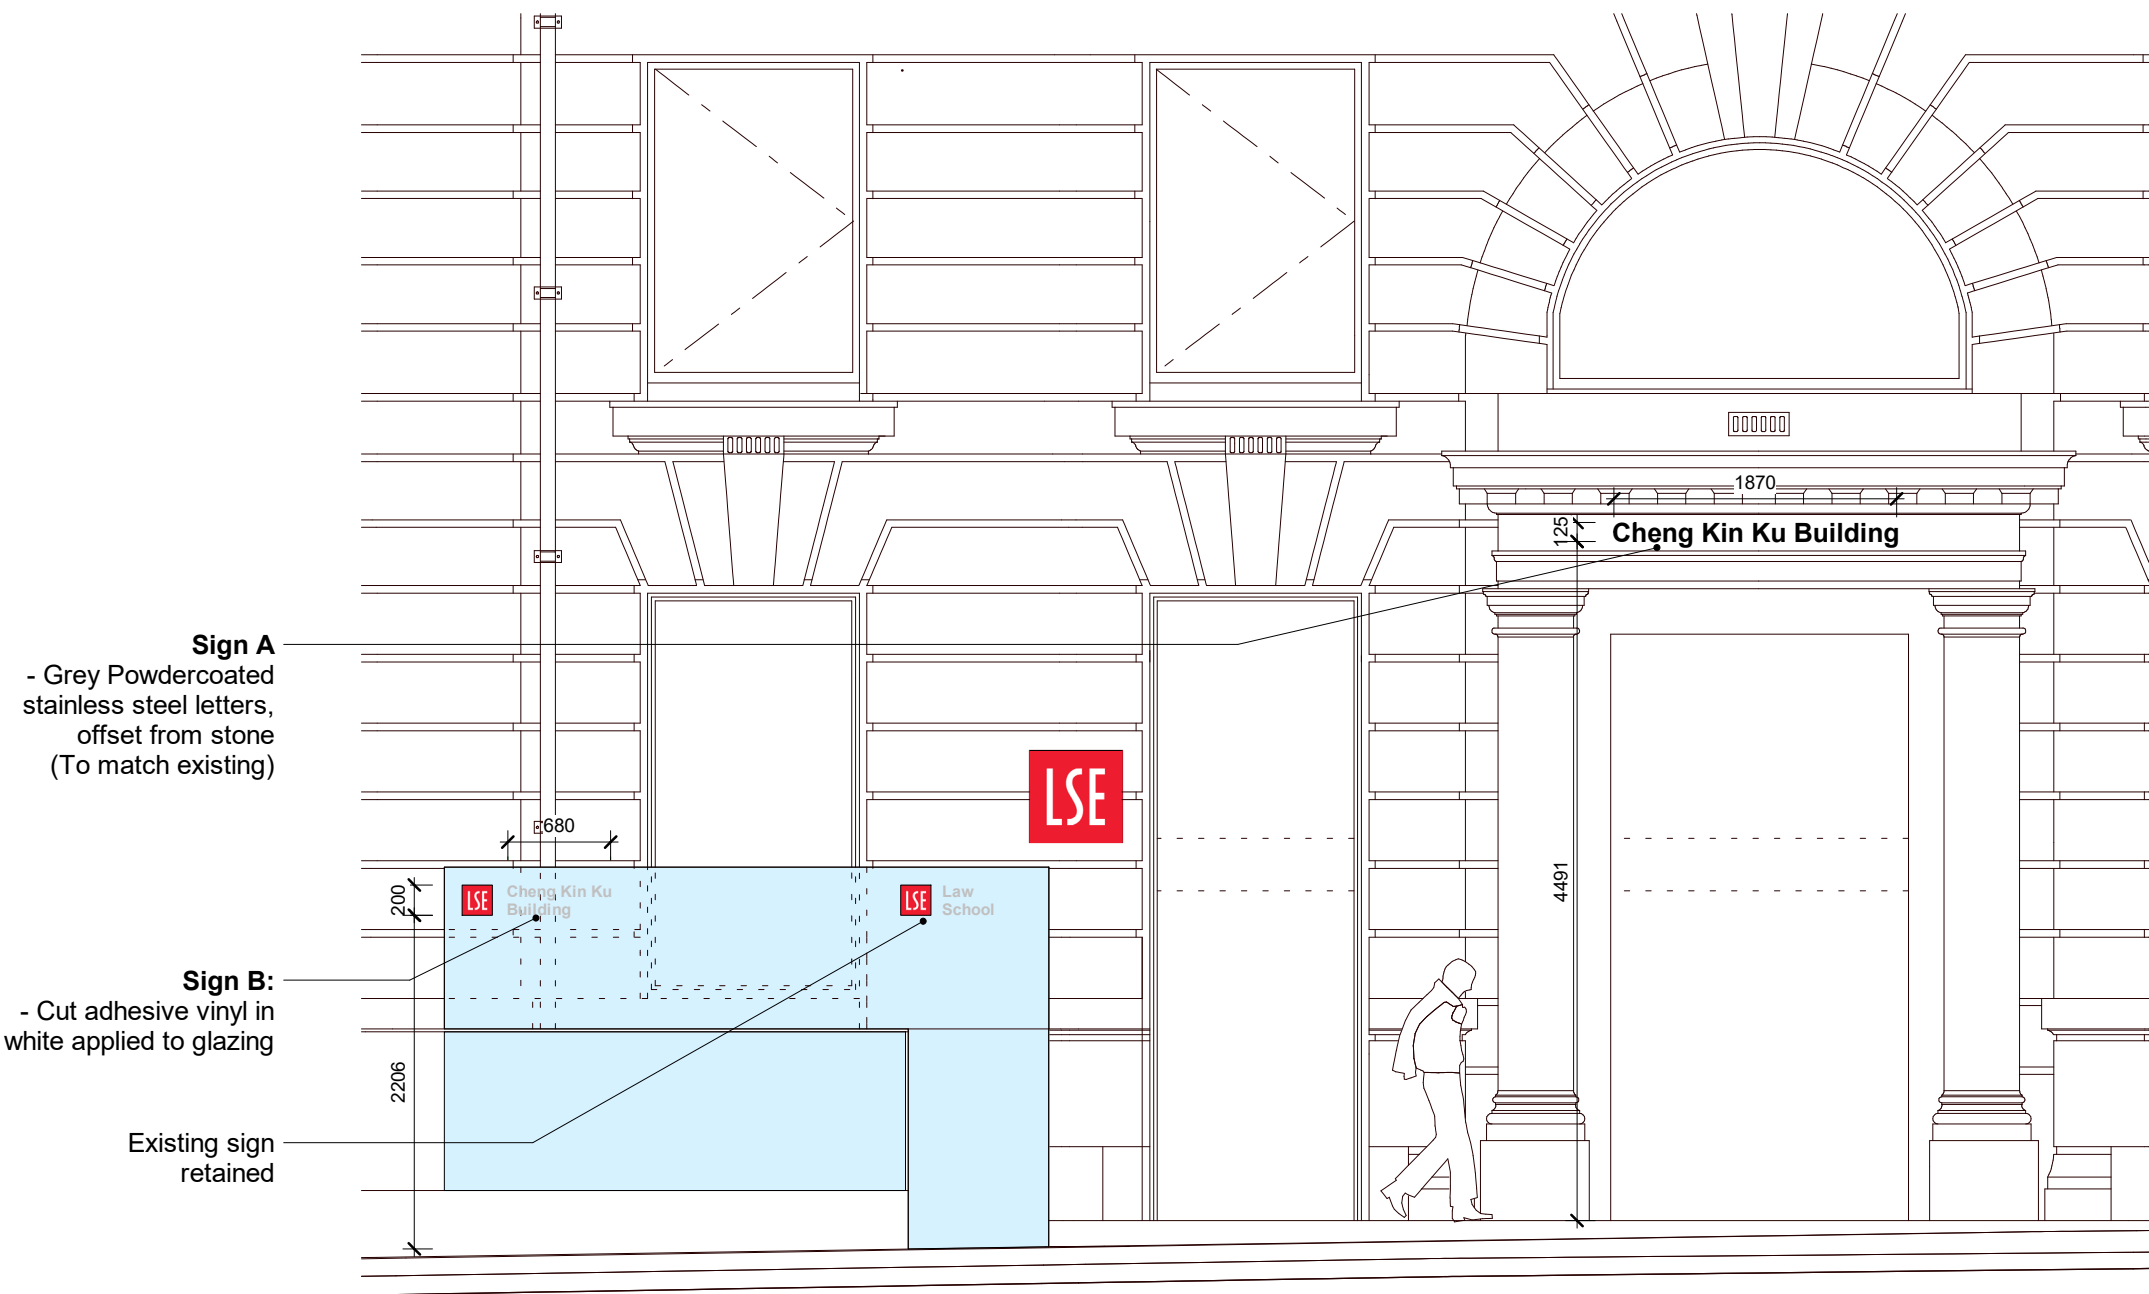 1870
125
Cheng Kin Ku Building
Sign A
- Grey Powdercoated
stainless steel letters,
offset from stone
(To match existing)
LSE
680
200
LSE
Cheng Kin Ku
Building
LSE
Law
School
4491
Sign B:
- Cut adhesive vinyl in
white applied to glazing
2206
Existing sign
retained